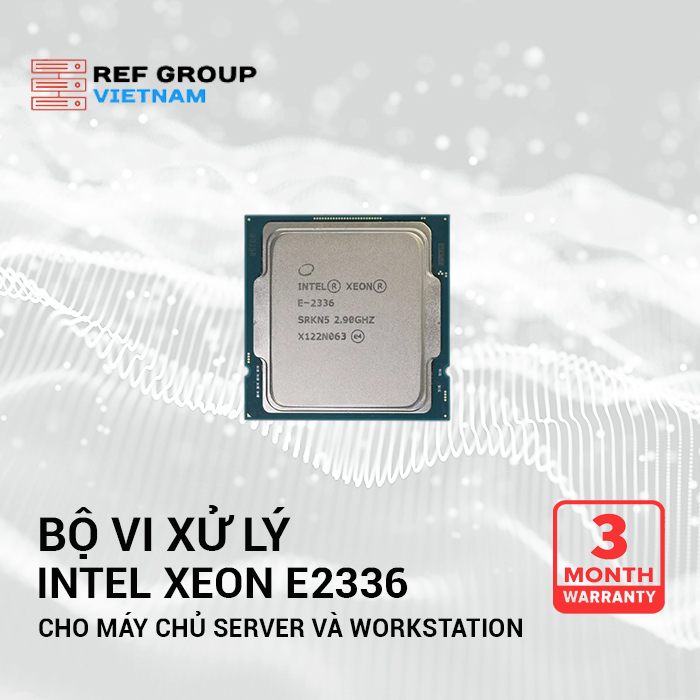 REF GROUP
VIETNAM
INTEL® XEON®
E-2336
SRKN5 2.90GHZ
X122N063 e4
BỘ VI XỬ LÝ
INTEL XEON E2336
CHO MÁY CHỦ SERVER VÀ WORKSTATION
3
MONTH
WARRANTY